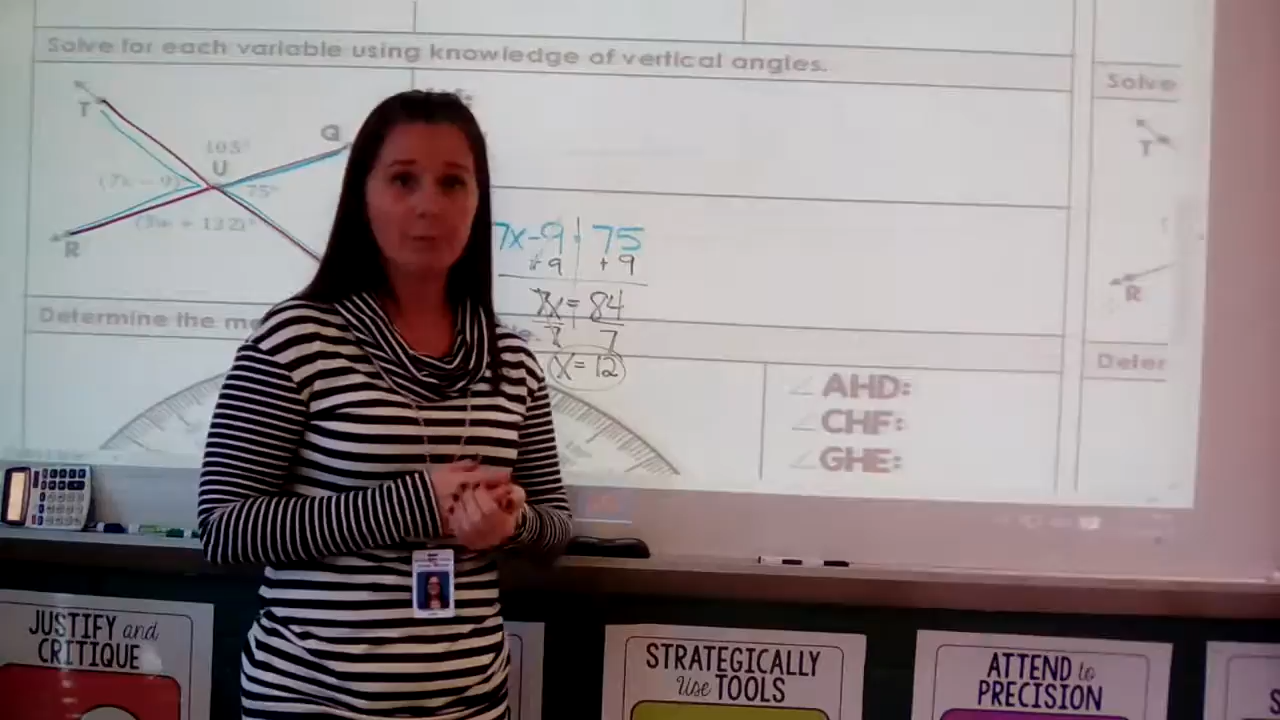 Solve for each variable using knowledge of vertical angles.
Solve
T
Q
105°
U
(7x - 9)
75°
R
7x-9 = 75
+9 +9
7x = 84
7 7
x = 12
T
R
Determine the
Deter
∠AHD:
∠CHF:
∠GHE:
JUSTIFY and
CRITIQUE
STRATEGICALLY
Use TOOLS
ATTEND to
PRECISION
S